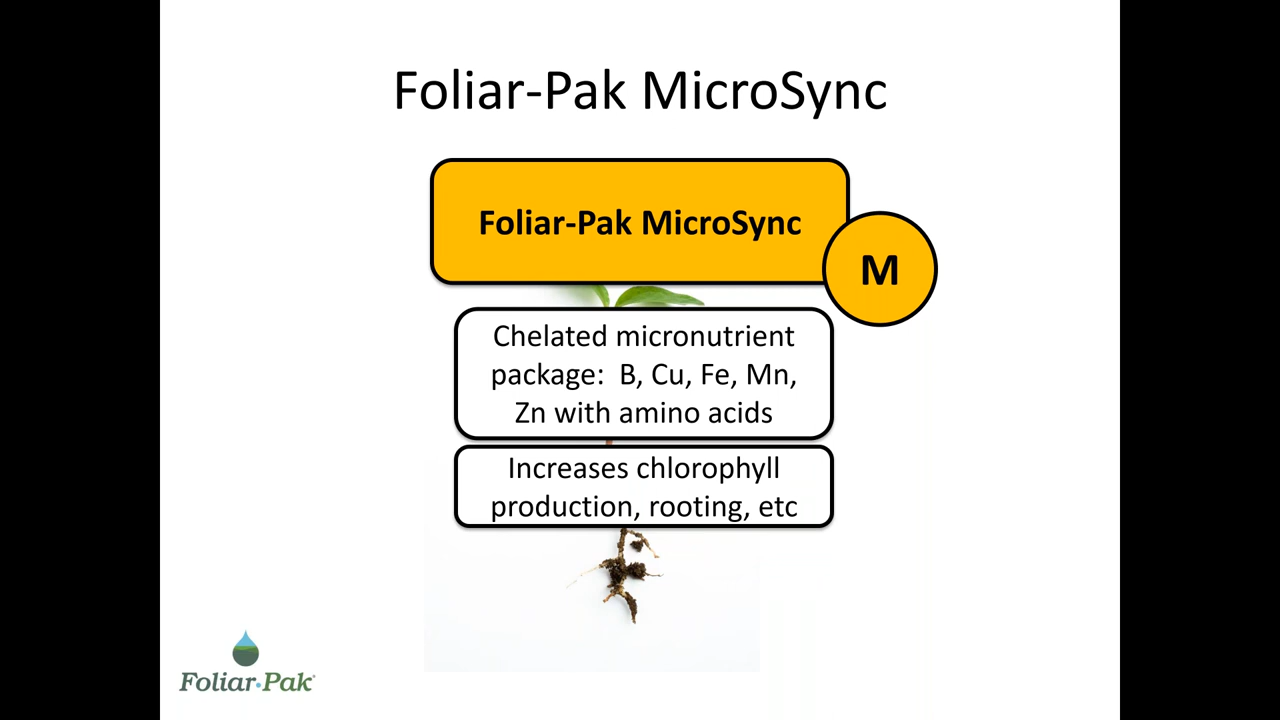 Foliar-Pak MicroSync
Foliar-Pak MicroSync
M
Chelated micronutrient
package:  B, Cu, Fe, Mn,
Zn with amino acids
Increases chlorophyll
production, rooting, etc
Foliar·Pak